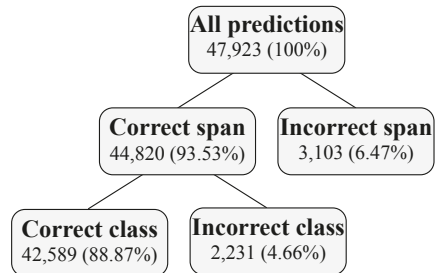 All predictions
47,923 (100%)
Correct span
44,820 (93.53%)
Incorrect span
3,103 (6.47%)
Correct class
42,589 (88.87%)
Incorrect class
2,231 (4.66%)